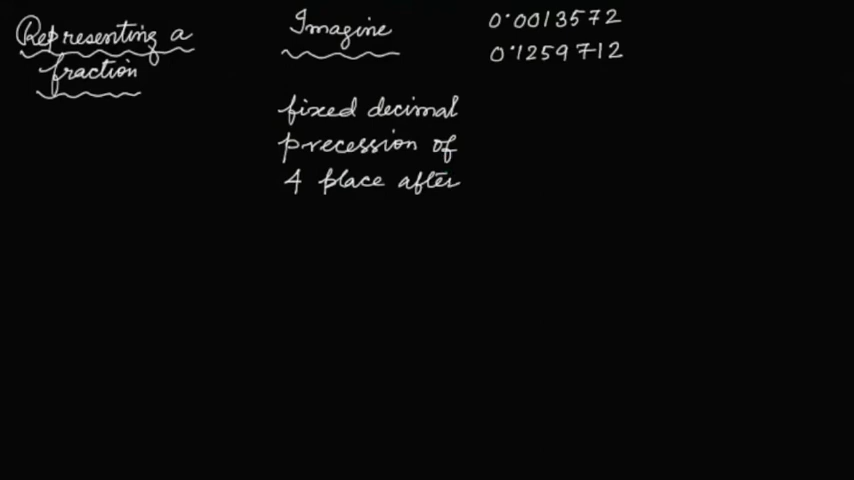 Representing a
fraction
Imagine
fixed decimal
precession of
4 place after
0.0013572
0.1259712